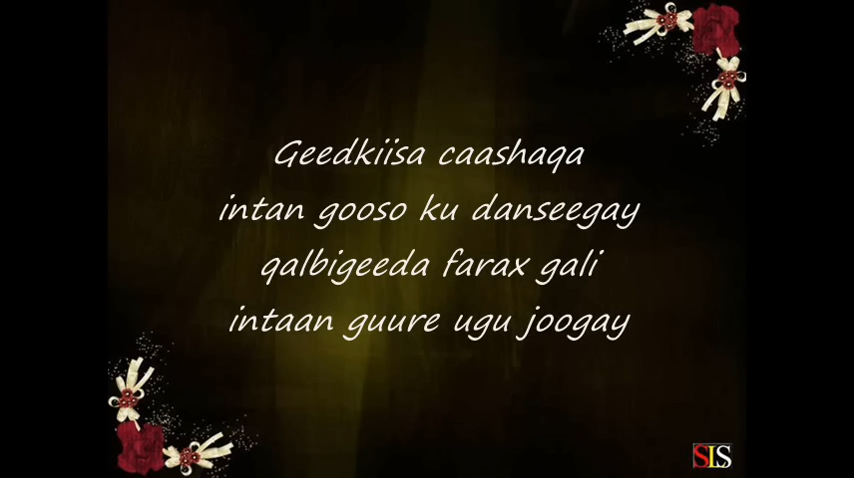 Geedkiisa caashaqa
intan gooso ku danseegay
qalbigeeda farax gali
intaan guure ugu joogay
SLS